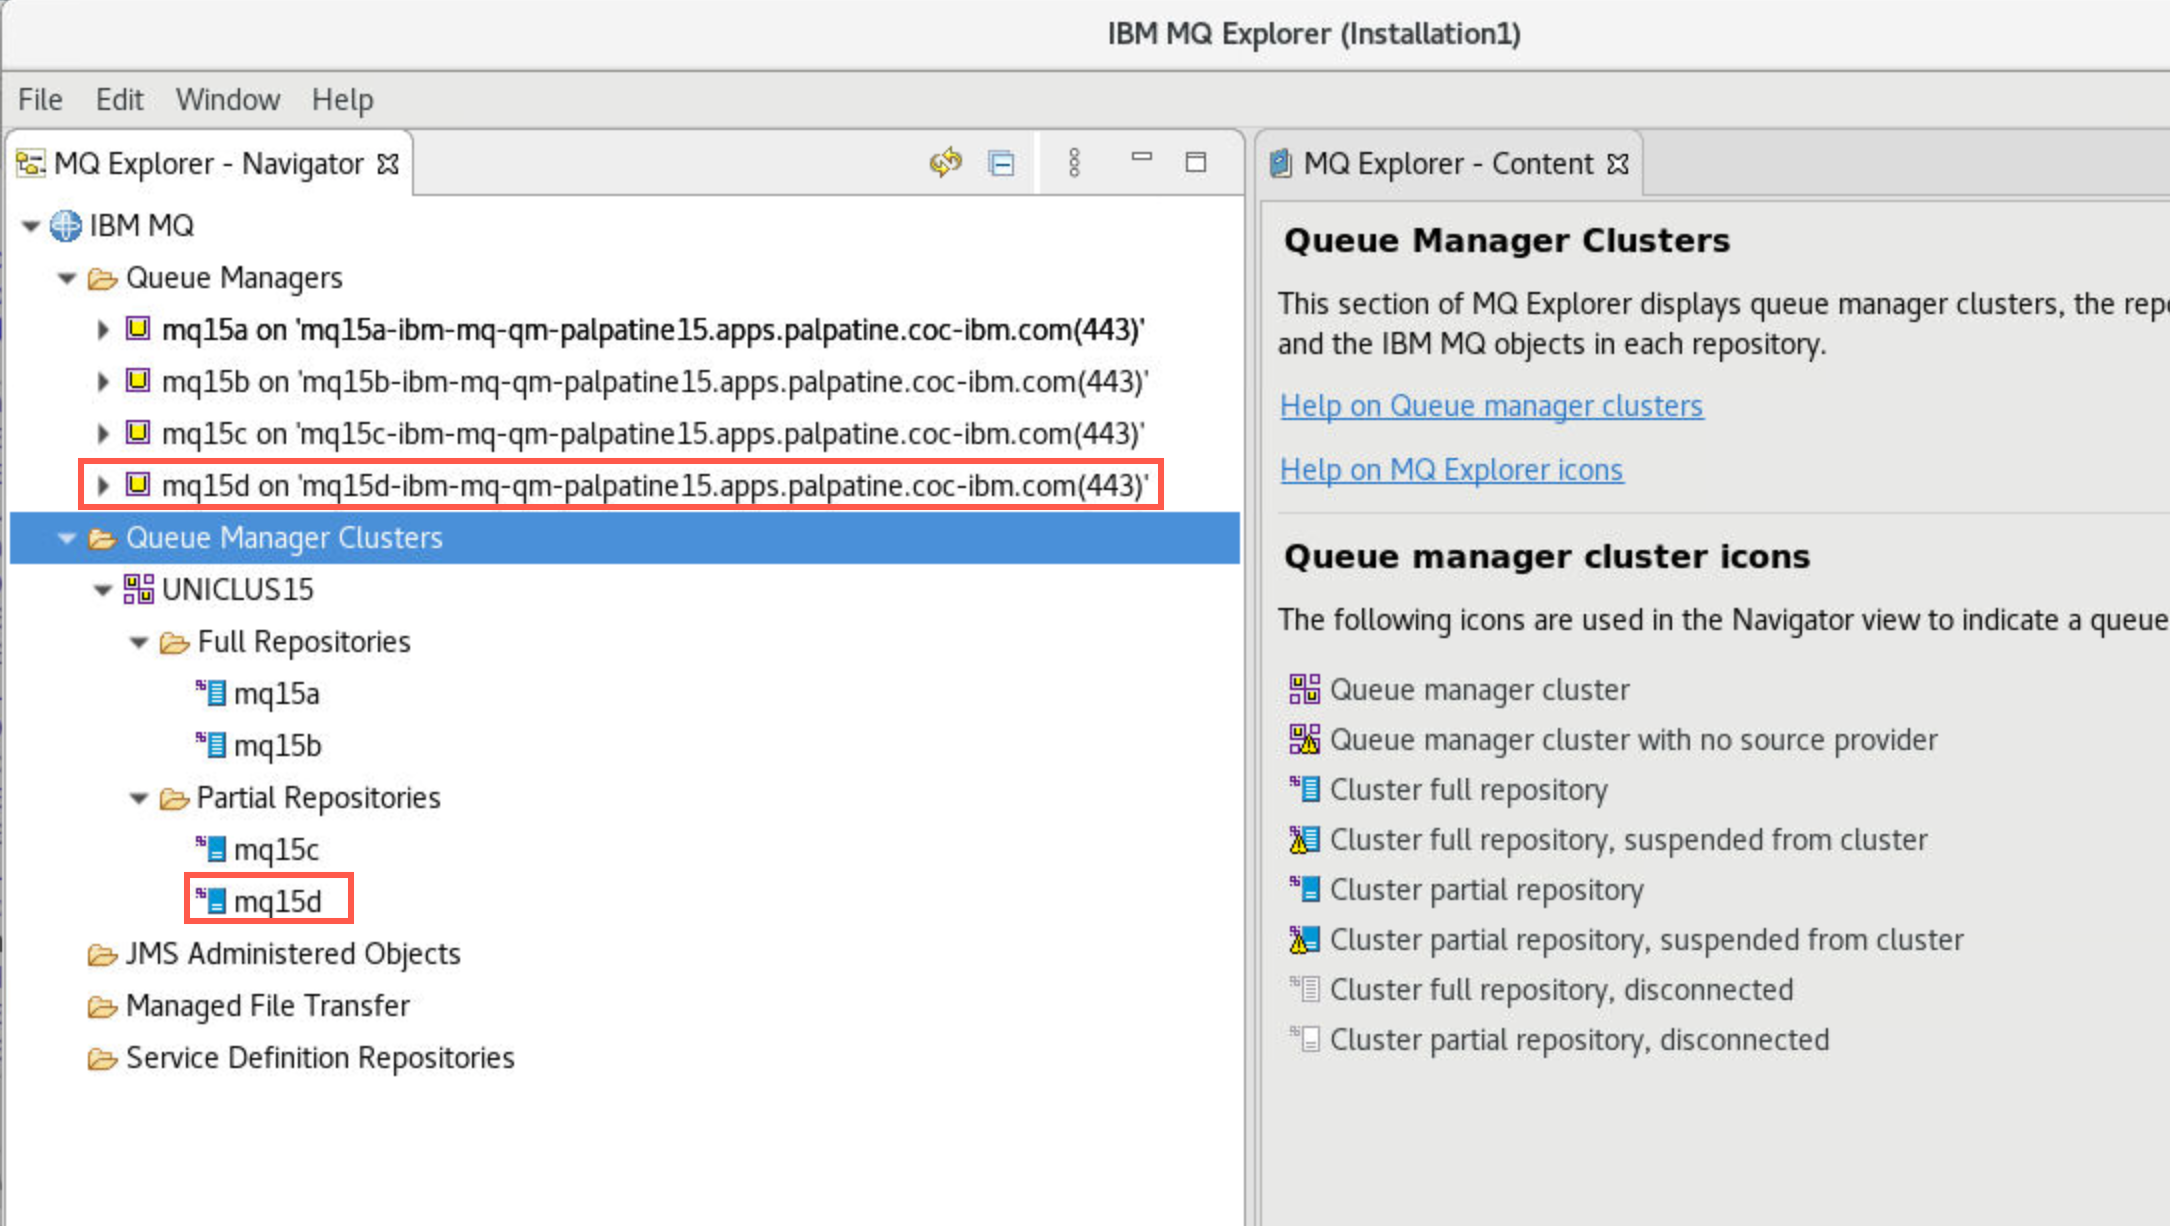 IBM MQ Explorer (Installation1)
File Edit Window Help
MQ Explorer - Navigator
IBM MQ
Queue Managers
mq15a on 'mq15a-ibm-mq-qm-palpatine15.apps.palpatine.coc-ibm.com(443)'
mq15b on 'mq15b-ibm-mq-qm-palpatine15.apps.palpatine.coc-ibm.com(443)'
mq15c on 'mq15c-ibm-mq-qm-palpatine15.apps.palpatine.coc-ibm.com(443)'
mq15d on 'mq15d-ibm-mq-qm-palpatine15.apps.palpatine.coc-ibm.com(443)'
Queue Manager Clusters
UNICLUS15
Full Repositories
mq15a
mq15b
Partial Repositories
mq15c
mq15d
JMS Administered Objects
Managed File Transfer
Service Definition Repositories
MQ Explorer - Content
Queue Manager Clusters
This section of MQ Explorer displays queue manager clusters, the
and the IBM MQ objects in each repository.
Help on Queue manager clusters
Help on MQ Explorer icons
Queue manager cluster icons
The following icons are used in the Navigator view to indicate a queue
Queue manager cluster
Queue manager cluster with no source provider
Cluster full repository
Cluster full repository, suspended from cluster
Cluster partial repository
Cluster partial repository, suspended from cluster
Cluster full repository, disconnected
Cluster partial repository, disconnected